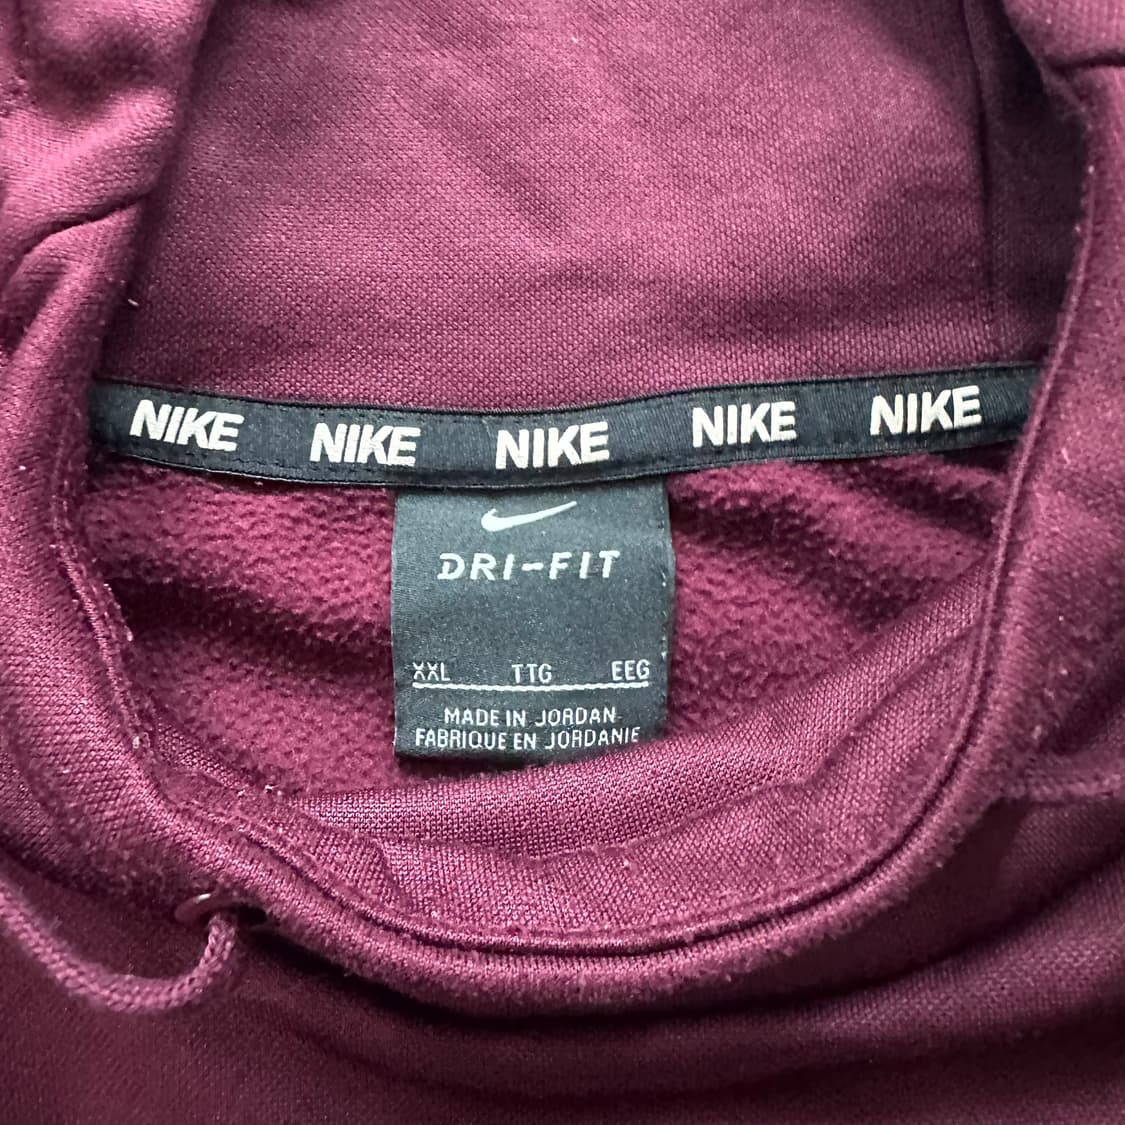 NIKE NIKE NIKE NIKE NIKE
DRI-FIT
XXL TTG EEG
MADE IN JORDAN
FABRIQUE EN JORDANIE